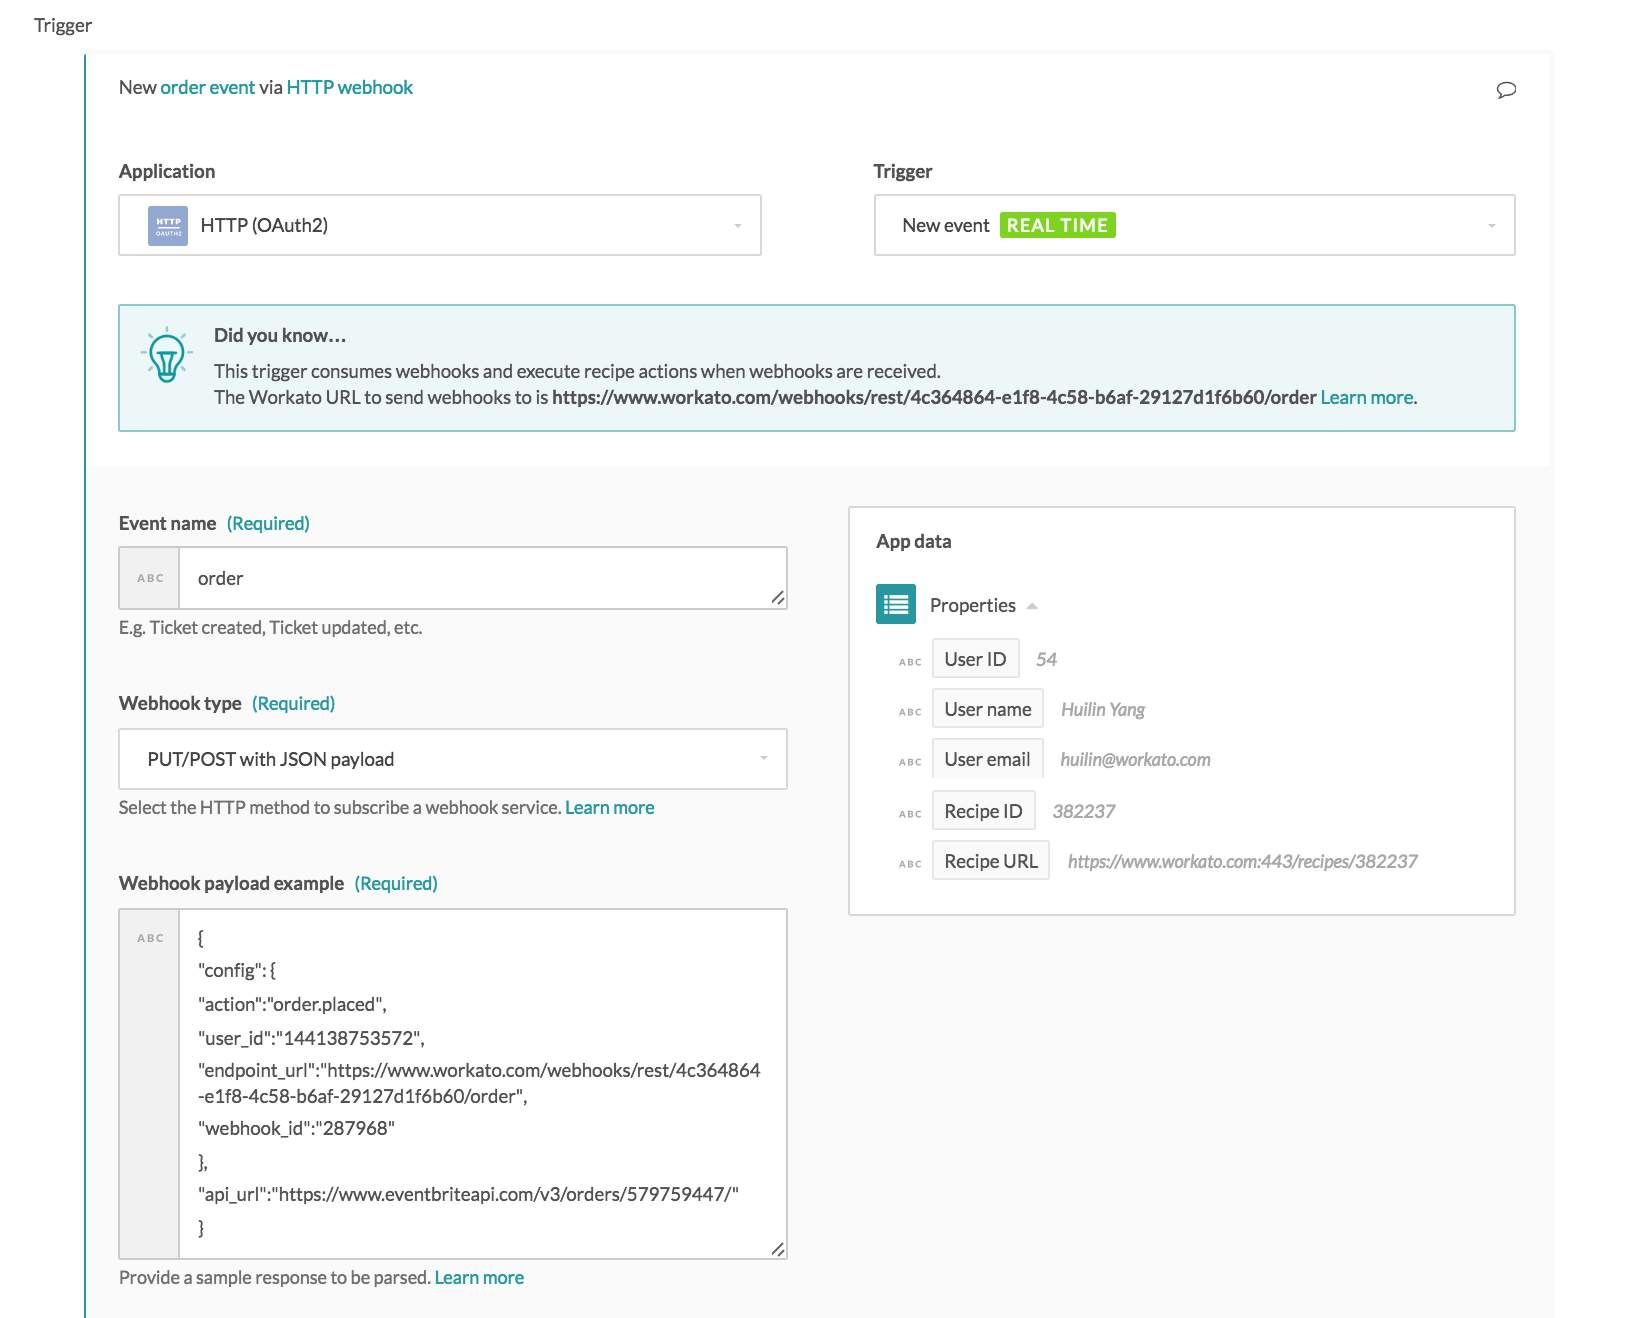 Trigger
New order event via HTTP webhook
Application
Trigger
HTTP
OAUTH2
HTTP (OAuth2)
New event REAL TIME
Did you know...
This trigger consumes webhooks and execute recipe actions when webhooks are received.
The Workato URL to send webhooks to is https://www.workato.com/webhooks/rest/4c364864-e1f8-4c58-b6af-29127d1f6b60/order Learn more.
Event name (Required)
ABC order
E.g. Ticket created, Ticket updated, etc.
Webhook type (Required)
PUT/POST with JSON payload
Select the HTTP method to subscribe a webhook service. Learn more
Webhook payload example (Required)
ABC {
"config": {
"action":"order.placed",
"user_id":"144138753572",
"endpoint_url":"https://www.workato.com/webhooks/rest/4c364864
-e1f8-4c58-b6af-29127d1f6b60/order",
"webhook_id":"287968"
},
"api_url":"https://www.eventbriteapi.com/v3/orders/579759447/"
}
Provide a sample response to be parsed. Learn more
App data
Properties
ABC User ID 54
ABC User name Huilin Yang
ABC User email huilin@workato.com
ABC Recipe ID 382237
ABC Recipe URL https://www.workato.com:443/recipes/382237